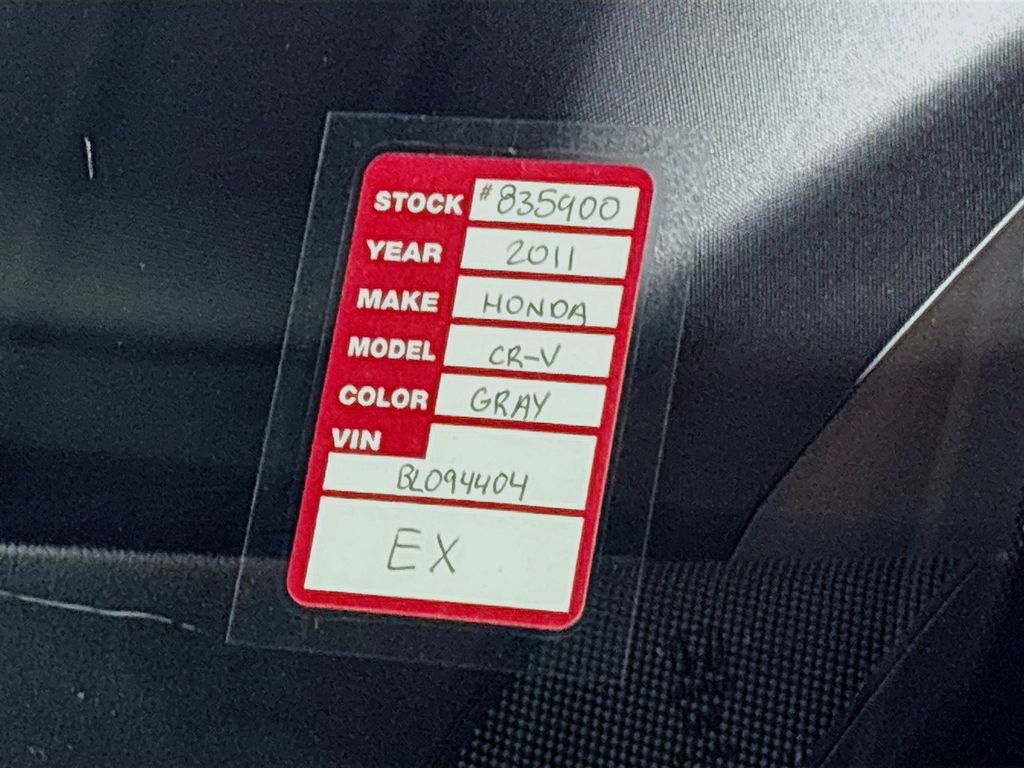 STOCK #835900
YEAR 2011
MAKE HONDA
MODEL CR-V
COLOR GRAY
VIN
BL094404
EX